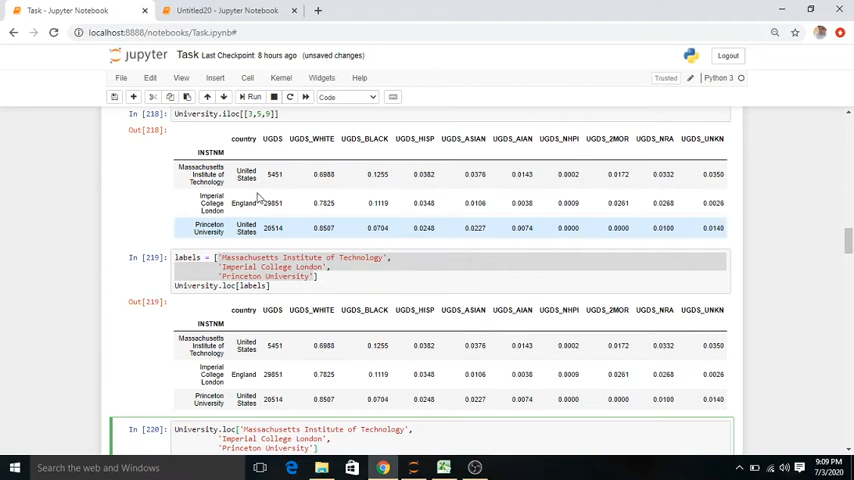 Task - Jupyter Notebook
Untitled20 - Jupyter Notebook
localhost:8888/notebooks/Task.ipynb#
jupyter Task Last Checkpoint: 8 hours ago (unsaved changes)
Logout
File Edit View Insert Cell Kernel Widgets Help
Trusted Python 3
Run Code
In [218]: University.iloc[[3,5,9]]
Out[218]:
country UGDS UGDS_WHITE UGDS_BLACK UGDS_HISP UGDS_ASIAN UGDS_AIAN UGDS_NHPI UGDS_2MOR UGDS_NRA UGDS_UNKN
INSTNM
Massachusetts Institute of Technology United States 5451 0.6988 0.1255 0.0382 0.0376 0.0143 0.0002 0.0172 0.0332 0.0350
Imperial College London England 29851 0.7825 0.1119 0.0348 0.0106 0.0038 0.0009 0.0261 0.0268 0.0026
Princeton University United States 20514 0.8507 0.0704 0.0248 0.0227 0.0074 0.0000 0.0000 0.0100 0.0140
In [219]: labels = ['Massachusetts Institute of Technology',
'Imperial College London',
'Princeton University']
University.loc[labels]
Out[219]:
country UGDS UGDS_WHITE UGDS_BLACK UGDS_HISP UGDS_ASIAN UGDS_AIAN UGDS_NHPI UGDS_2MOR UGDS_NRA UGDS_UNKN
INSTNM
Massachusetts Institute of Technology United States 5451 0.6988 0.1255 0.0382 0.0376 0.0143 0.0002 0.0172 0.0332 0.0350
Imperial College London England 29851 0.7825 0.1119 0.0348 0.0106 0.0038 0.0009 0.0261 0.0268 0.0026
Princeton University United States 20514 0.8507 0.0704 0.0248 0.0227 0.0074 0.0000 0.0000 0.0100 0.0140
In [220]: University.loc['Massachusetts Institute of Technology',
'Imperial College London',
'Princeton University']
Search the web and Windows
9:09 PM
7/3/2020